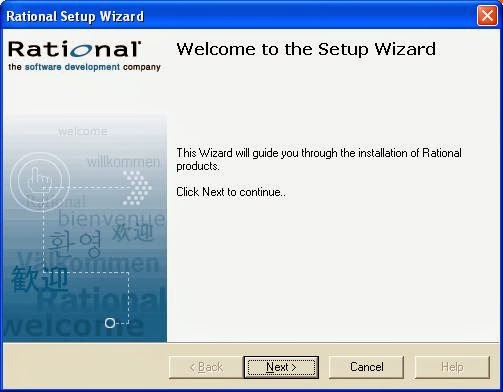 Rational Setup Wizard
Rational
the software development company
Welcome to the Setup Wizard
welcome
willkommen
Rational
bienvenue
환영 欢迎
Välkommen
歡迎
Rational
welcome
This Wizard will guide you through the installation of Rational
products.
Click Next to continue..
< Back
Next >
Cancel
Help